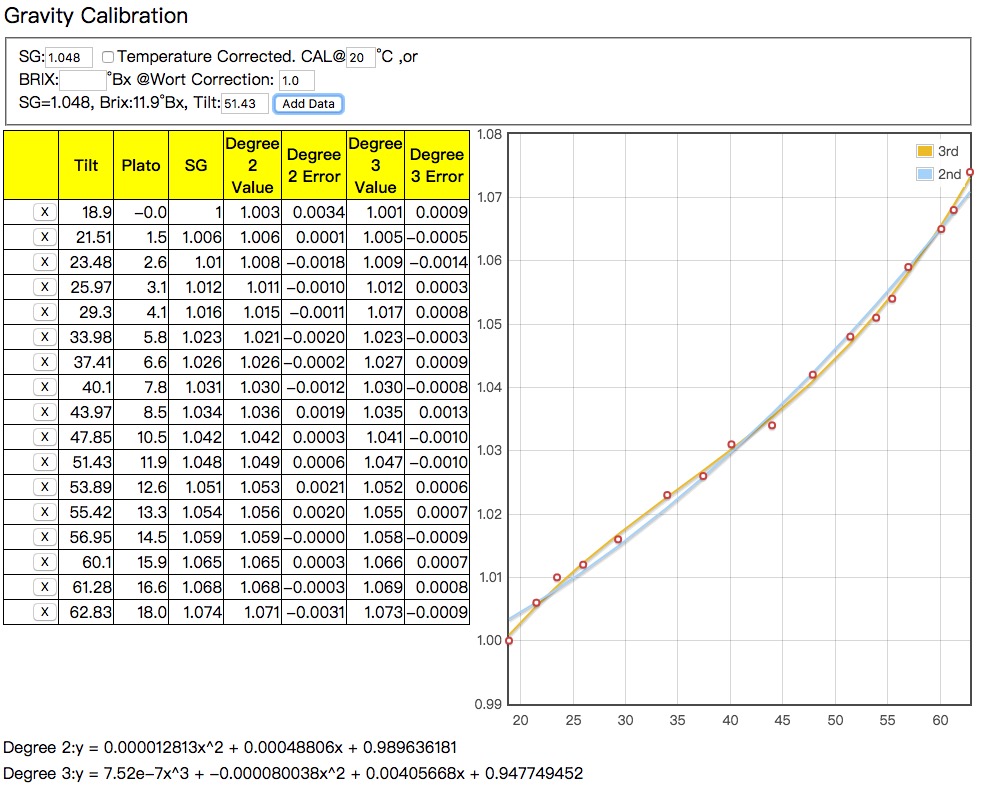 Gravity Calibration
SG: 1.048 Temperature Corrected. CAL@ 20 °C ,or
BRIX: °Bx @Wort Correction: 1.0
SG=1.048, Brix:11.9°Bx, Tilt: 51.43 Add Data
Tilt Plato SG Degree 2 Value Degree 2 Error Degree 3 Value Degree 3 Error
X 18.9 −0.0 1 1.003 0.0034 1.001 0.0009
X 21.51 1.5 1.006 1.006 0.0001 1.005 −0.0005
X 23.48 2.6 1.01 1.008 −0.0018 1.009 −0.0014
X 25.97 3.1 1.012 1.011 −0.0010 1.012 0.0003
X 29.3 4.1 1.016 1.015 −0.0011 1.017 0.0008
X 33.98 5.8 1.023 1.021 −0.0020 1.023 −0.0003
X 37.41 6.6 1.026 1.026 −0.0002 1.027 0.0009
X 40.1 7.8 1.031 1.030 −0.0012 1.030 −0.0008
X 43.97 8.5 1.034 1.036 0.0019 1.035 0.0013
X 47.85 10.5 1.042 1.042 0.0003 1.041 −0.0010
X 51.43 11.9 1.048 1.049 0.0006 1.047 −0.0010
X 53.89 12.6 1.051 1.053 0.0021 1.052 0.0006
X 55.42 13.3 1.054 1.056 0.0020 1.055 0.0007
X 56.95 14.5 1.059 1.059 −0.0000 1.058 −0.0009
X 60.1 15.9 1.065 1.065 0.0003 1.066 0.0007
X 61.28 16.6 1.068 1.068 −0.0003 1.069 0.0008
X 62.83 18.0 1.074 1.071 −0.0031 1.073 −0.0009
1.08
1.07
1.06
1.05
1.04
1.03
1.02
1.01
1.00
0.99
3rd
2nd
20 25 30 35 40 45 50 55 60
Degree 2:y = 0.000012813x^2 + 0.00048806x + 0.989636181
Degree 3:y = 7.52e−7x^3 + −0.000080038x^2 + 0.00405668x + 0.947749452